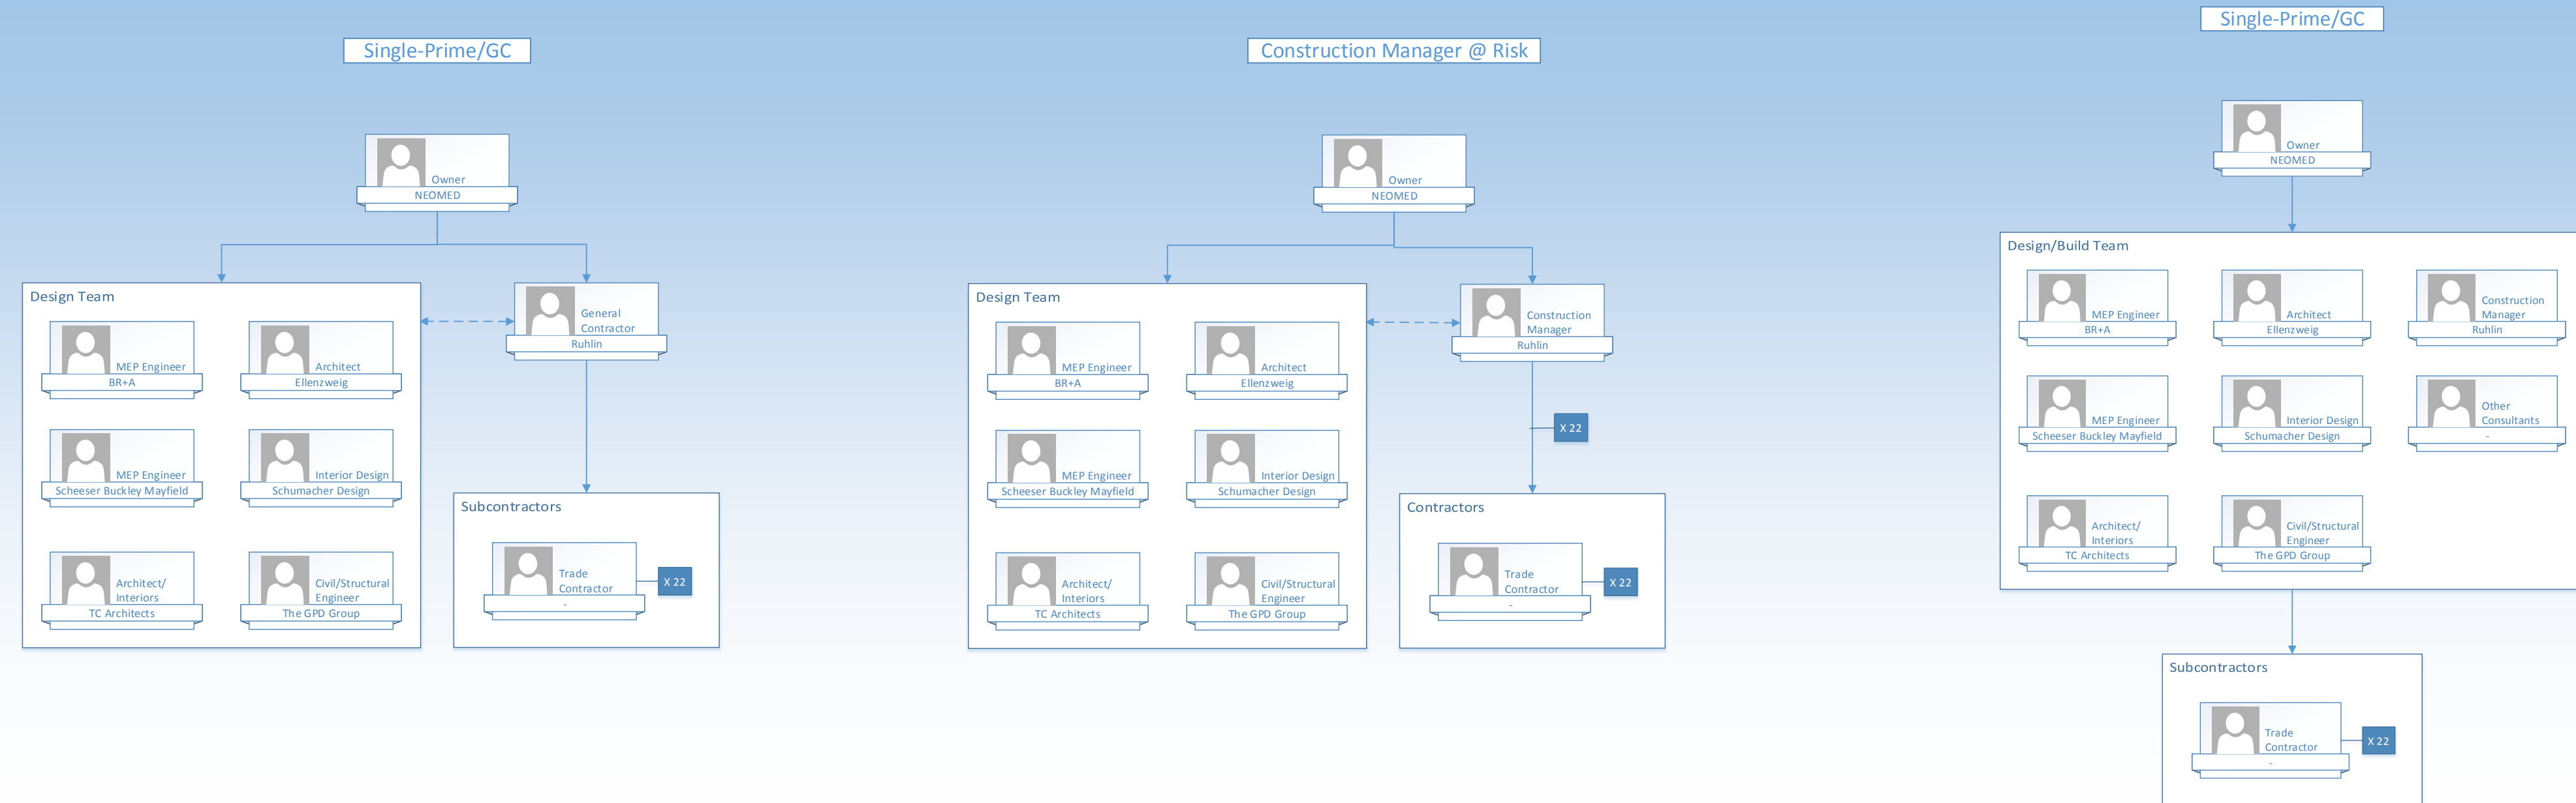 Single-Prime/GC
Owner
NEOMED
Design Team
MEP Engineer
BR+A
Architect
Ellenzweig
MEP Engineer
Scheeser Buckley Mayfield
Interior Design
Schumacher Design
Architect/
Interiors
TC Architects
Civil/Structural
Engineer
The GPD Group
General
Contractor
Ruhlin
Subcontractors
Trade
Contractor
-
X 22
Construction Manager @ Risk
Owner
NEOMED
Design Team
MEP Engineer
BR+A
Architect
Ellenzweig
MEP Engineer
Scheeser Buckley Mayfield
Interior Design
Schumacher Design
Architect/
Interiors
TC Architects
Civil/Structural
Engineer
The GPD Group
Construction
Manager
Ruhlin
X 22
Contractors
Trade
Contractor
-
X 22
Single-Prime/GC
Owner
NEOMED
Design/Build Team
MEP Engineer
BR+A
Architect
Ellenzweig
Construction
Manager
Ruhlin
MEP Engineer
Scheeser Buckley Mayfield
Interior Design
Schumacher Design
Other
Consultants
-
Architect/
Interiors
TC Architects
Civil/Structural
Engineer
The GPD Group
Subcontractors
Trade
Contractor
-
X 22